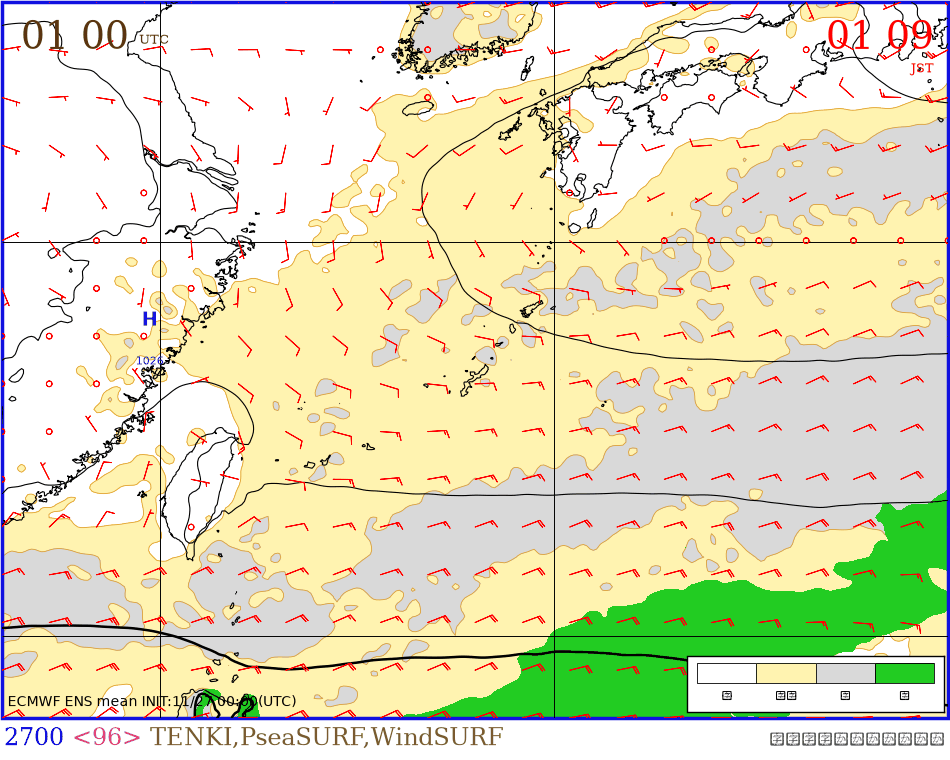 01 00 UTC
01 09
JST
H
1026
ECMWF ENS mean INIT:11/27 00:00(UTC)
2700 <96> TENKI,PseaSURF,WindSURF